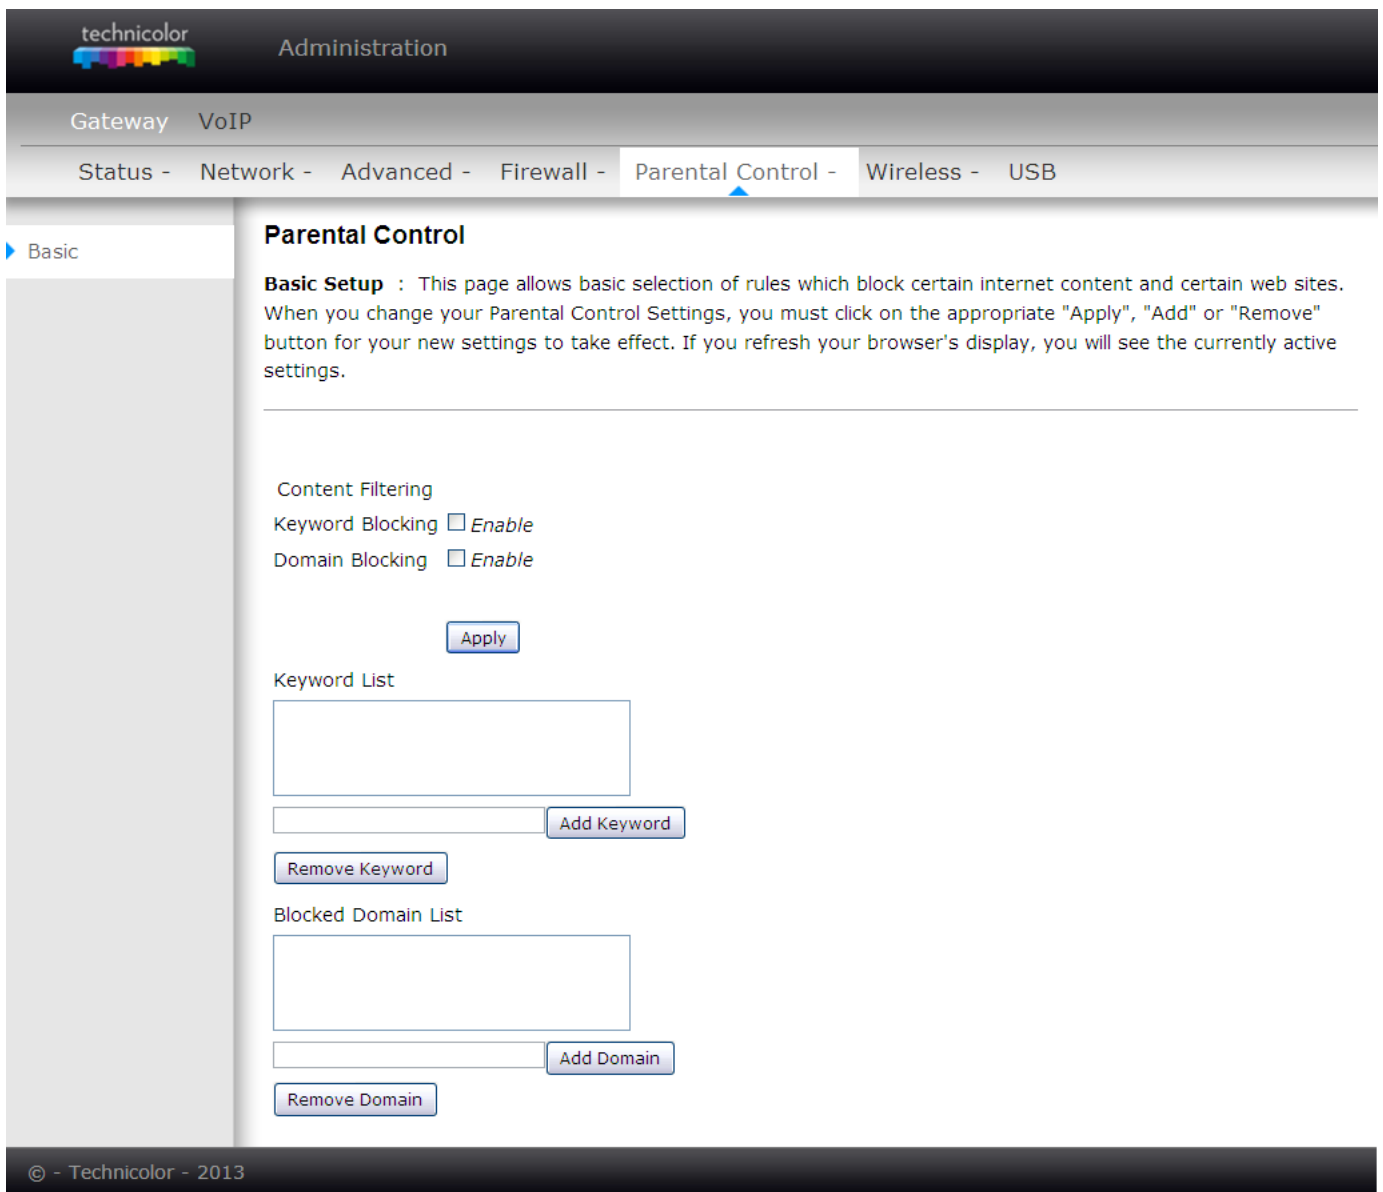 technicolor
Administration
Gateway VoIP
Status - Network - Advanced - Firewall - Parental Control - Wireless - USB
Basic
Parental Control
Basic Setup : This page allows basic selection of rules which block certain internet content and certain web sites.
When you change your Parental Control Settings, you must click on the appropriate "Apply", "Add" or "Remove"
button for your new settings to take effect. If you refresh your browser's display, you will see the currently active
settings.
Content Filtering
Keyword Blocking Enable
Domain Blocking Enable
Apply
Keyword List
Add Keyword
Remove Keyword
Blocked Domain List
Add Domain
Remove Domain
© - Technicolor - 2013